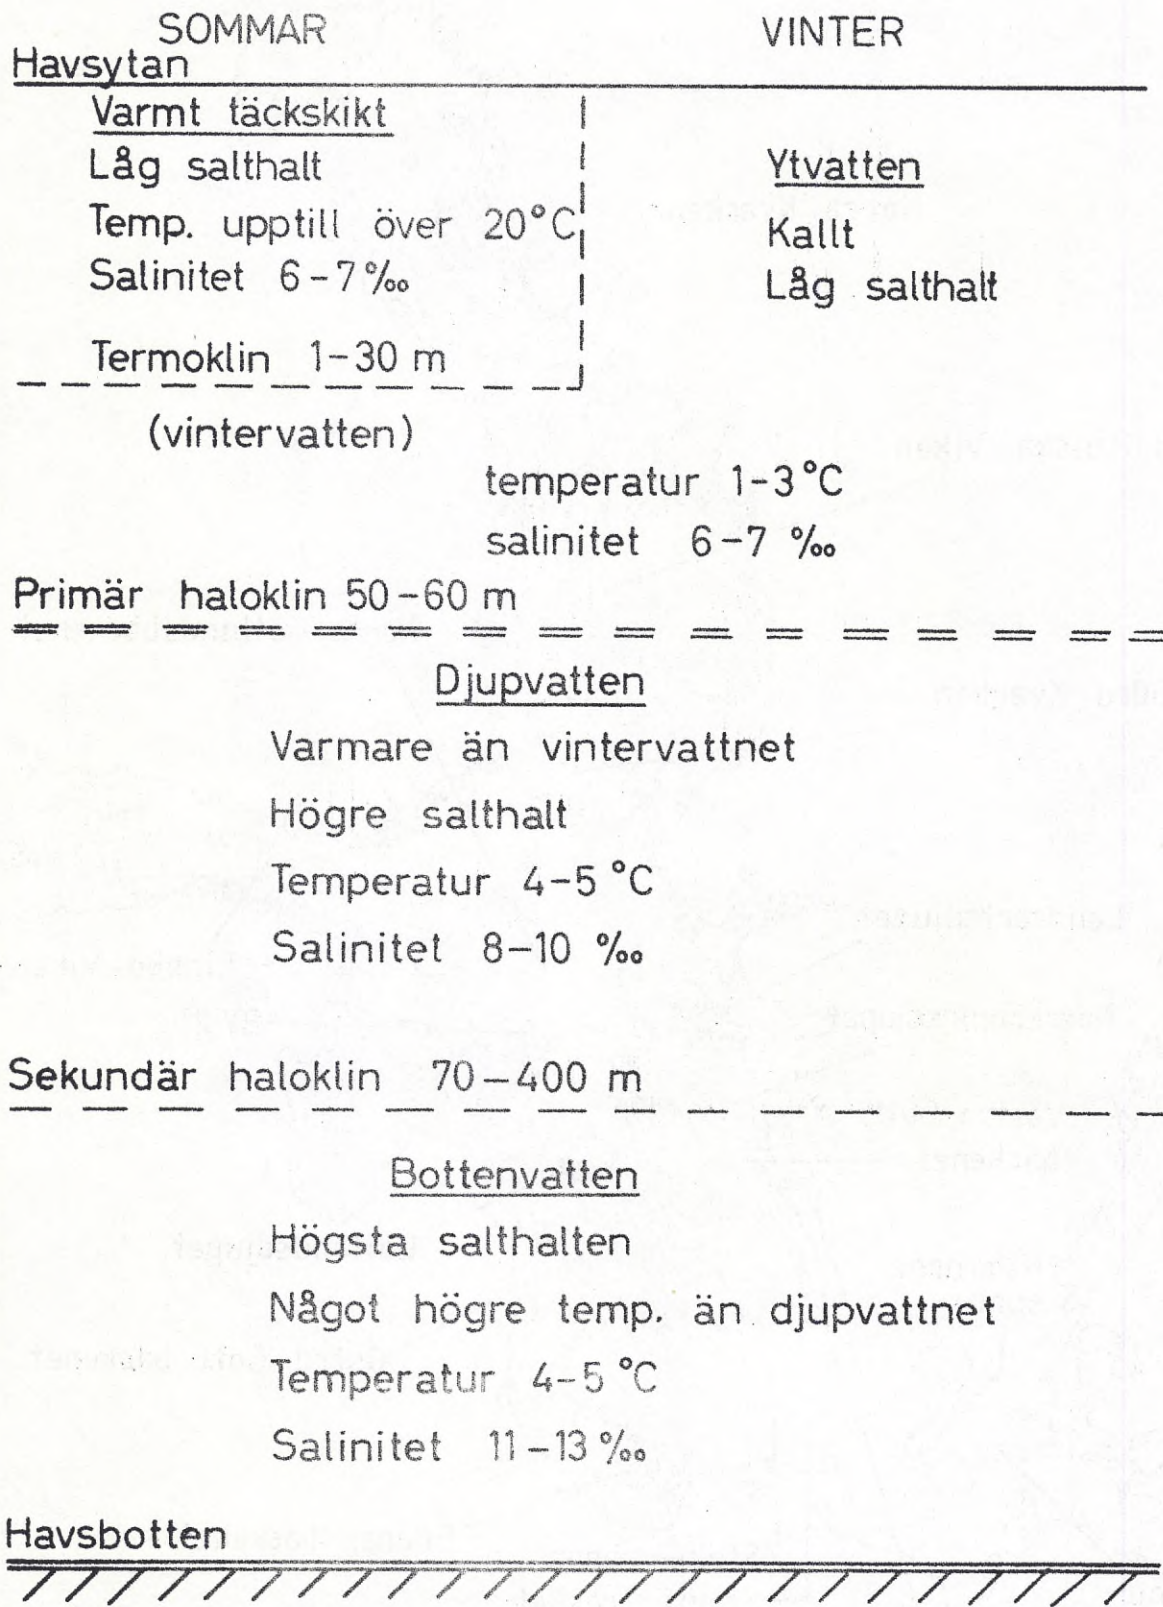 SOMMAR
VINTER
Havsytan
Varmt täckskikt
Låg salthalt
Temp. upptill över 20°C
Salinitet 6-7‰
Termoklin 1-30 m
Ytvatten
Kallt
Låg salthalt
(vintervatten)
temperatur 1-3°C
salinitet 6-7 ‰
Primär haloklin 50-60 m
Djupvatten
Varmare än vintervattnet
Högre salthalt
Temperatur 4-5 °C
Salinitet 8-10 ‰
Sekundär haloklin 70-400 m
Bottenvatten
Högsta salthalten
Något högre temp. än djupvattnet
Temperatur 4-5 °C
Salinitet 11-13 ‰
Havsbotten